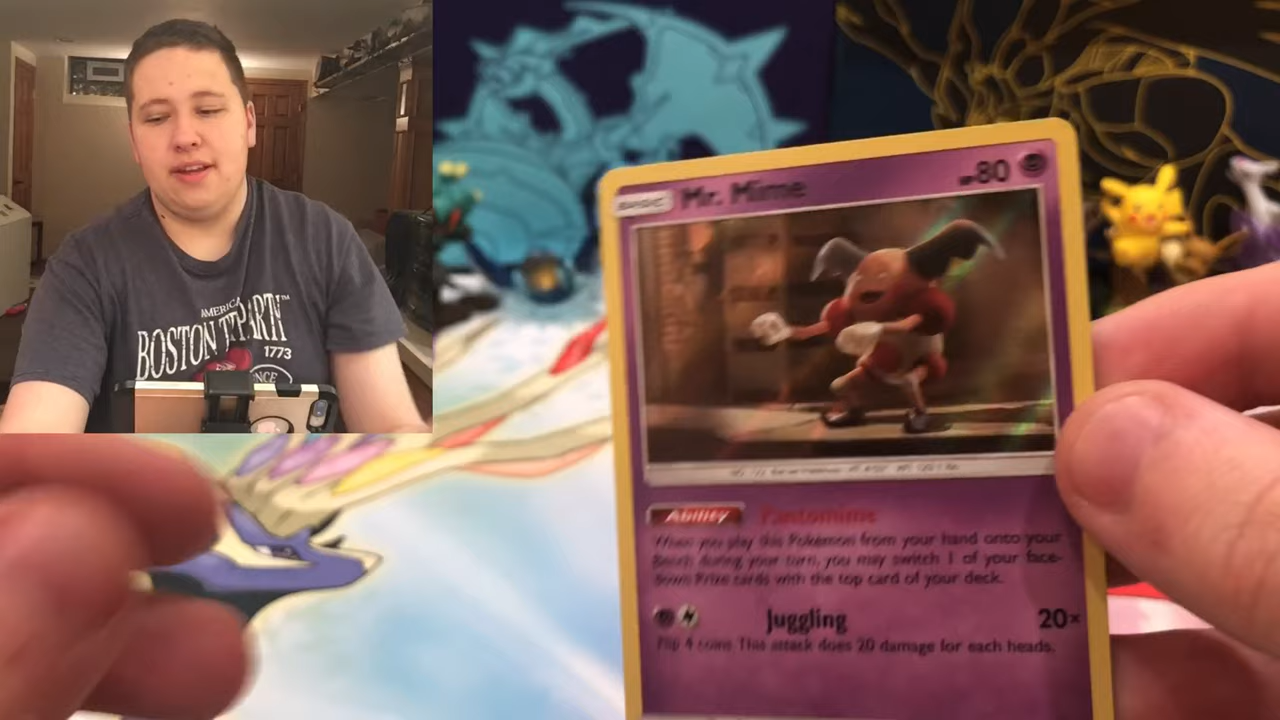 AMERICA
BOSTON T PARTY™
1773
BASIC
Mr. Mime
HP80
Ability
Pantomime
When you play this Pokémon from your hand onto your
Bench during your turn, you may switch 1 of your face-
down Prize cards with the top card of your deck.
Juggling
20×
Flip 4 coins. This attack does 20 damage for each heads.